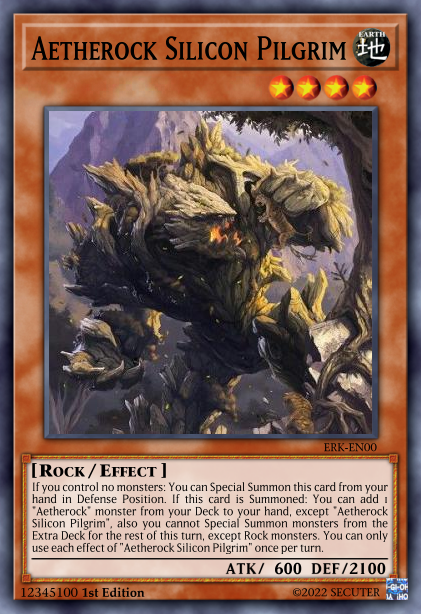 Aetherock Silicon Pilgrim
EARTH
地
ERK-EN00
[Rock / Effect ]
If you control no monsters: You can Special Summon this card from your
hand in Defense Position. If this card is Summoned: You can add 1
"Aetherock" monster from your Deck to your hand, except "Aetherock
Silicon Pilgrim", also you cannot Special Summon monsters from the
Extra Deck for the rest of this turn, except Rock monsters. You can only
use each effect of "Aetherock Silicon Pilgrim" once per turn.
ATK/ 600 DEF/2100
12345100 1st Edition
©2022 SECUTER